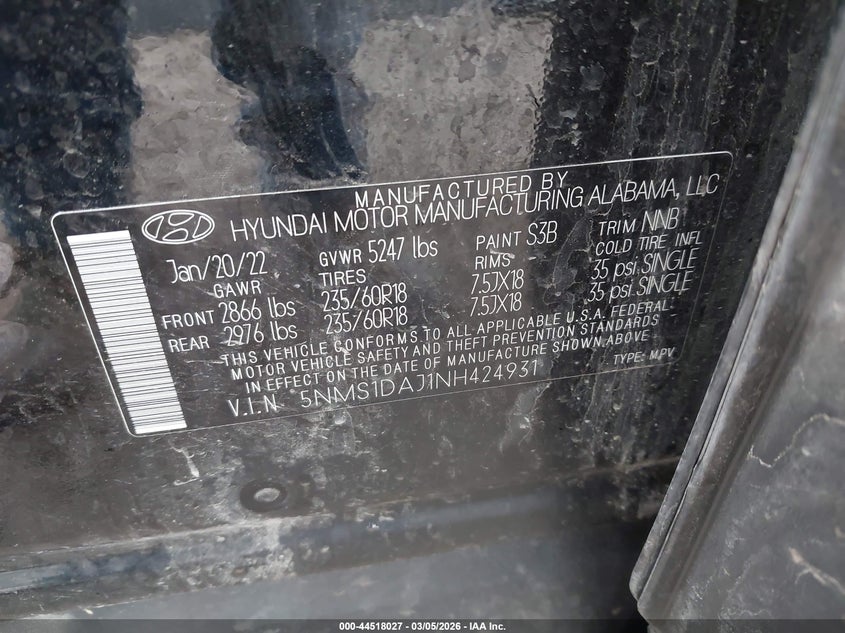 MANUFACTURED BY
HYUNDAI MOTOR MANUFACTURING ALABAMA, LLC
Jan/20/22 GVWR 5247 lbs PAINT S3B TRIM NNB
GAWR TIRES RIMS COLD TIRE INFL
FRONT 2866 lbs 235/60R18 7.5JX18 35 psi.SINGLE
REAR 2976 lbs 235/60R18 7.5JX18 35 psi.SINGLE
THIS VEHICLE CONFORMS TO ALL APPLICABLE U.S.A. FEDERAL-
MOTOR VEHICLE SAFETY AND THEFT PREVENTION STANDARDS
IN EFFECT ON THE DATE OF MANUFACTURE SHOWN ABOVE
V.I.N 5NMS1DAJ1NH424931 TYPE: MPV
000-44518027 - 03/05/2026 - IAA Inc.